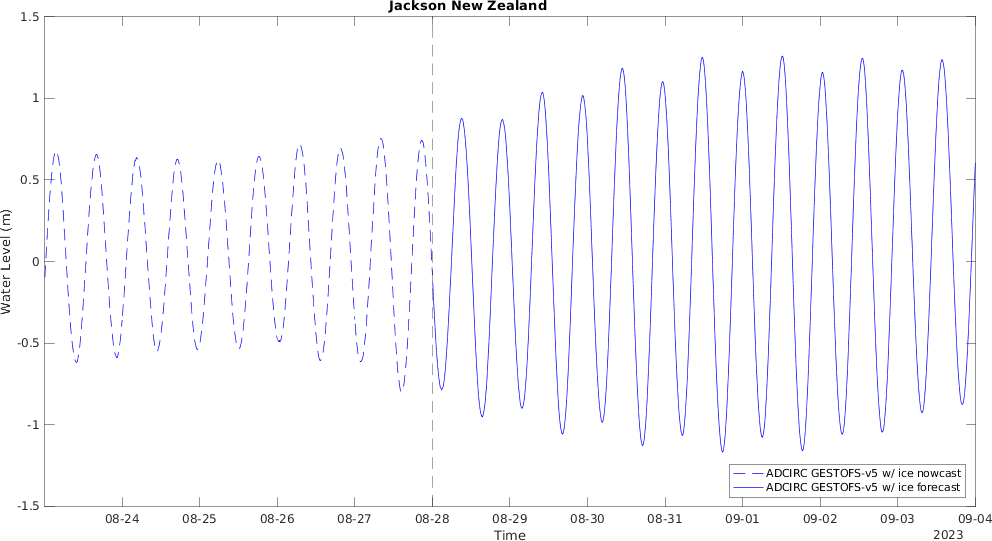 Jackson New Zealand
1.5
1
0.5
0
-0.5
-1
-1.5
Water Level (m)
ADCIRC GESTOFS-v5 w/ ice nowcast
ADCIRC GESTOFS-v5 w/ ice forecast
08-24 08-25 08-26 08-27 08-28 08-29 08-30 08-31 09-01 09-02 09-03 09-04
Time
2023